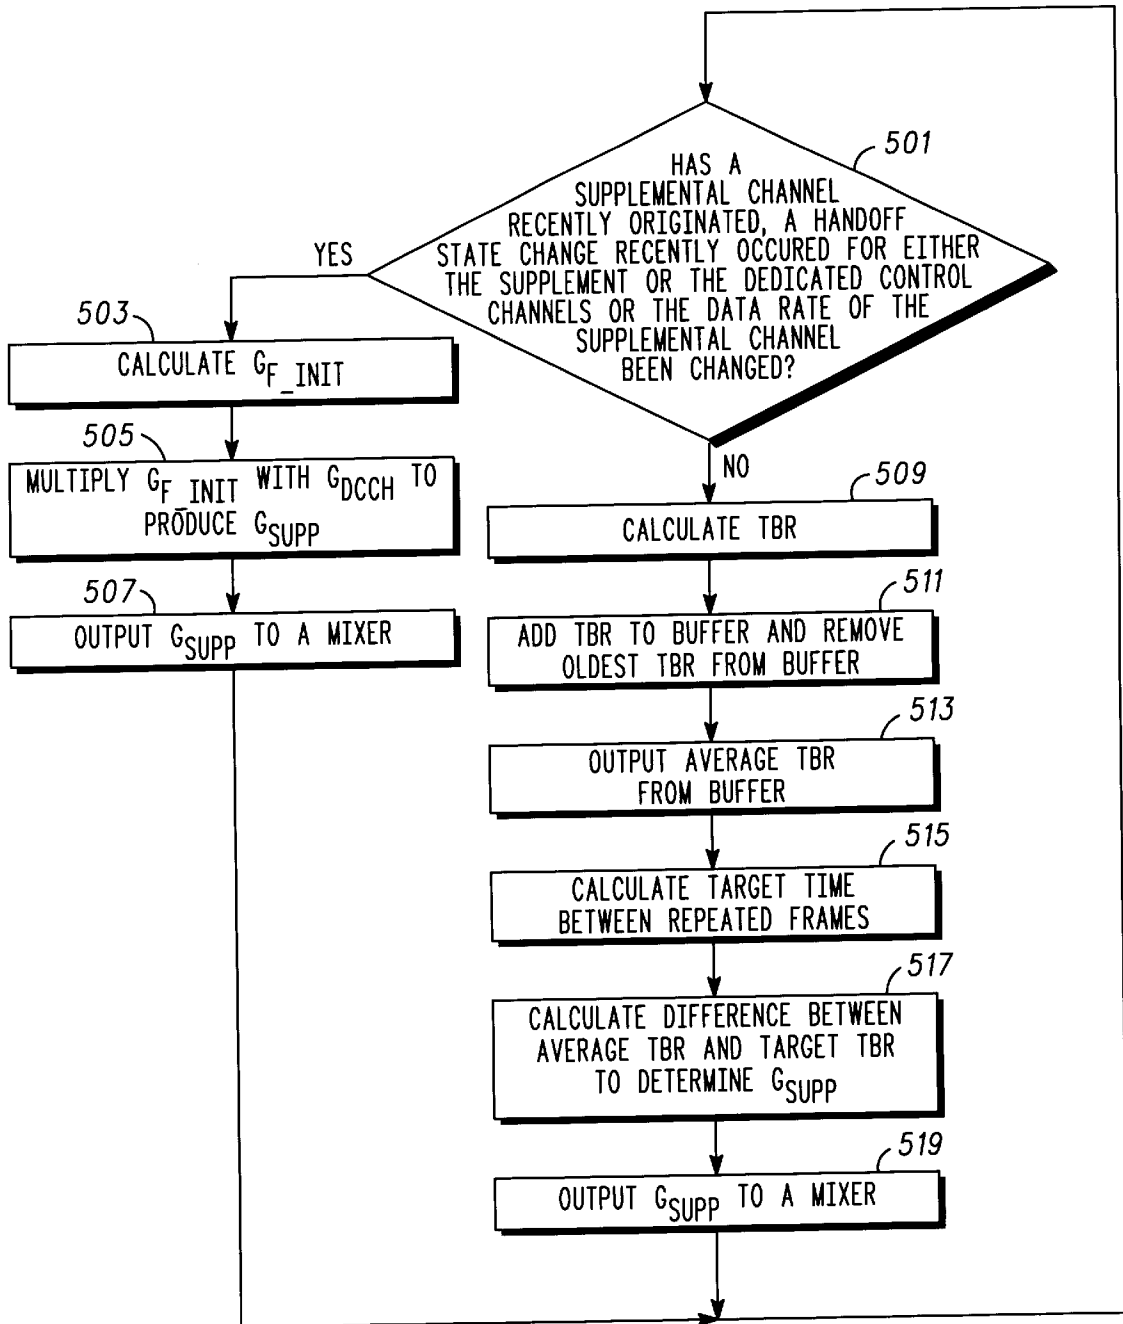 501
HAS A
SUPPLEMENTAL CHANNEL
RECENTLY ORIGINATED, A HANDOFF
STATE CHANGE RECENTLY OCCURED FOR EITHER
THE SUPPLEMENT OR THE DEDICATED CONTROL
CHANNELS OR THE DATA RATE OF THE
SUPPLEMENTAL CHANNEL
BEEN CHANGED?
YES
503
CALCULATE GF_INIT
505
MULTIPLY GF_INIT WITH GDCCH TO
PRODUCE GSUPP
507
OUTPUT GSUPP TO A MIXER
NO
509
CALCULATE TBR
511
ADD TBR TO BUFFER AND REMOVE
OLDEST TBR FROM BUFFER
513
OUTPUT AVERAGE TBR
FROM BUFFER
515
CALCULATE TARGET TIME
BETWEEN REPEATED FRAMES
517
CALCULATE DIFFERENCE BETWEEN
AVERAGE TBR AND TARGET TBR
TO DETERMINE GSUPP
519
OUTPUT GSUPP TO A MIXER